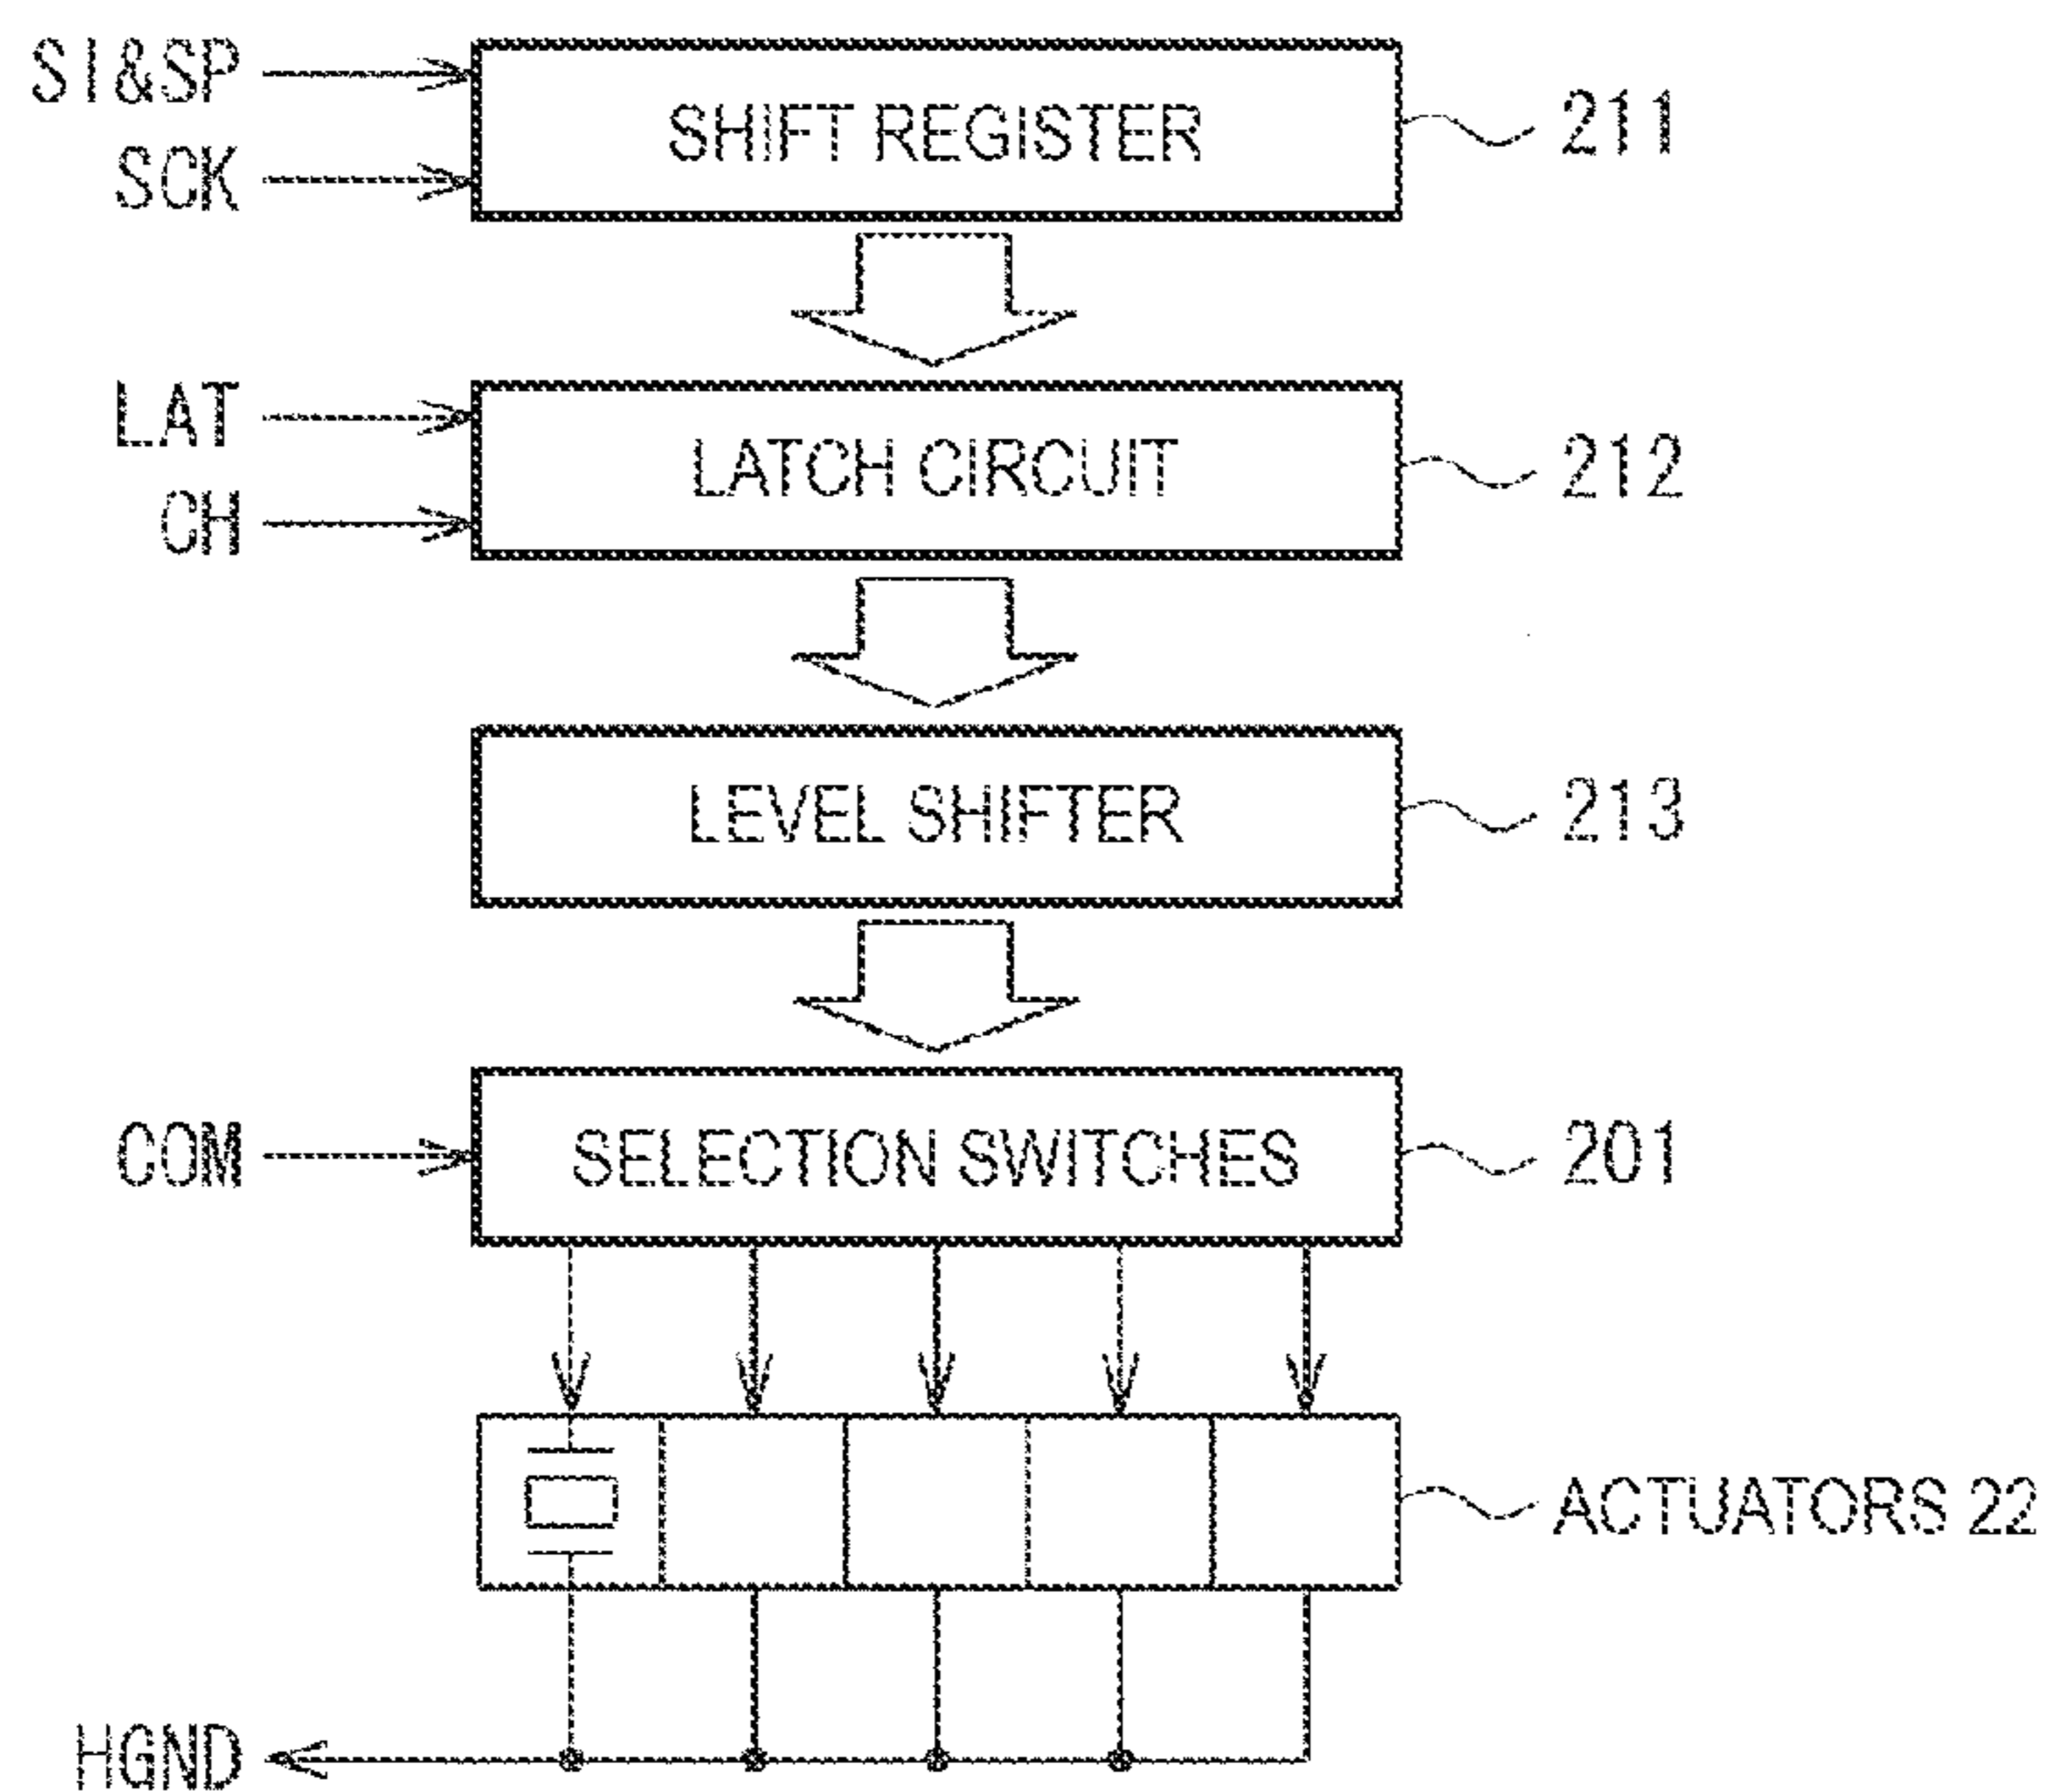 SI&SP
SHIFT REGISTER
211
SCK
LAT
LATCH CIRCUIT
212
CH
LEVEL SHIFTER
213
COM
SELECTION SWITCHES
201
ACTUATORS 22
HGND